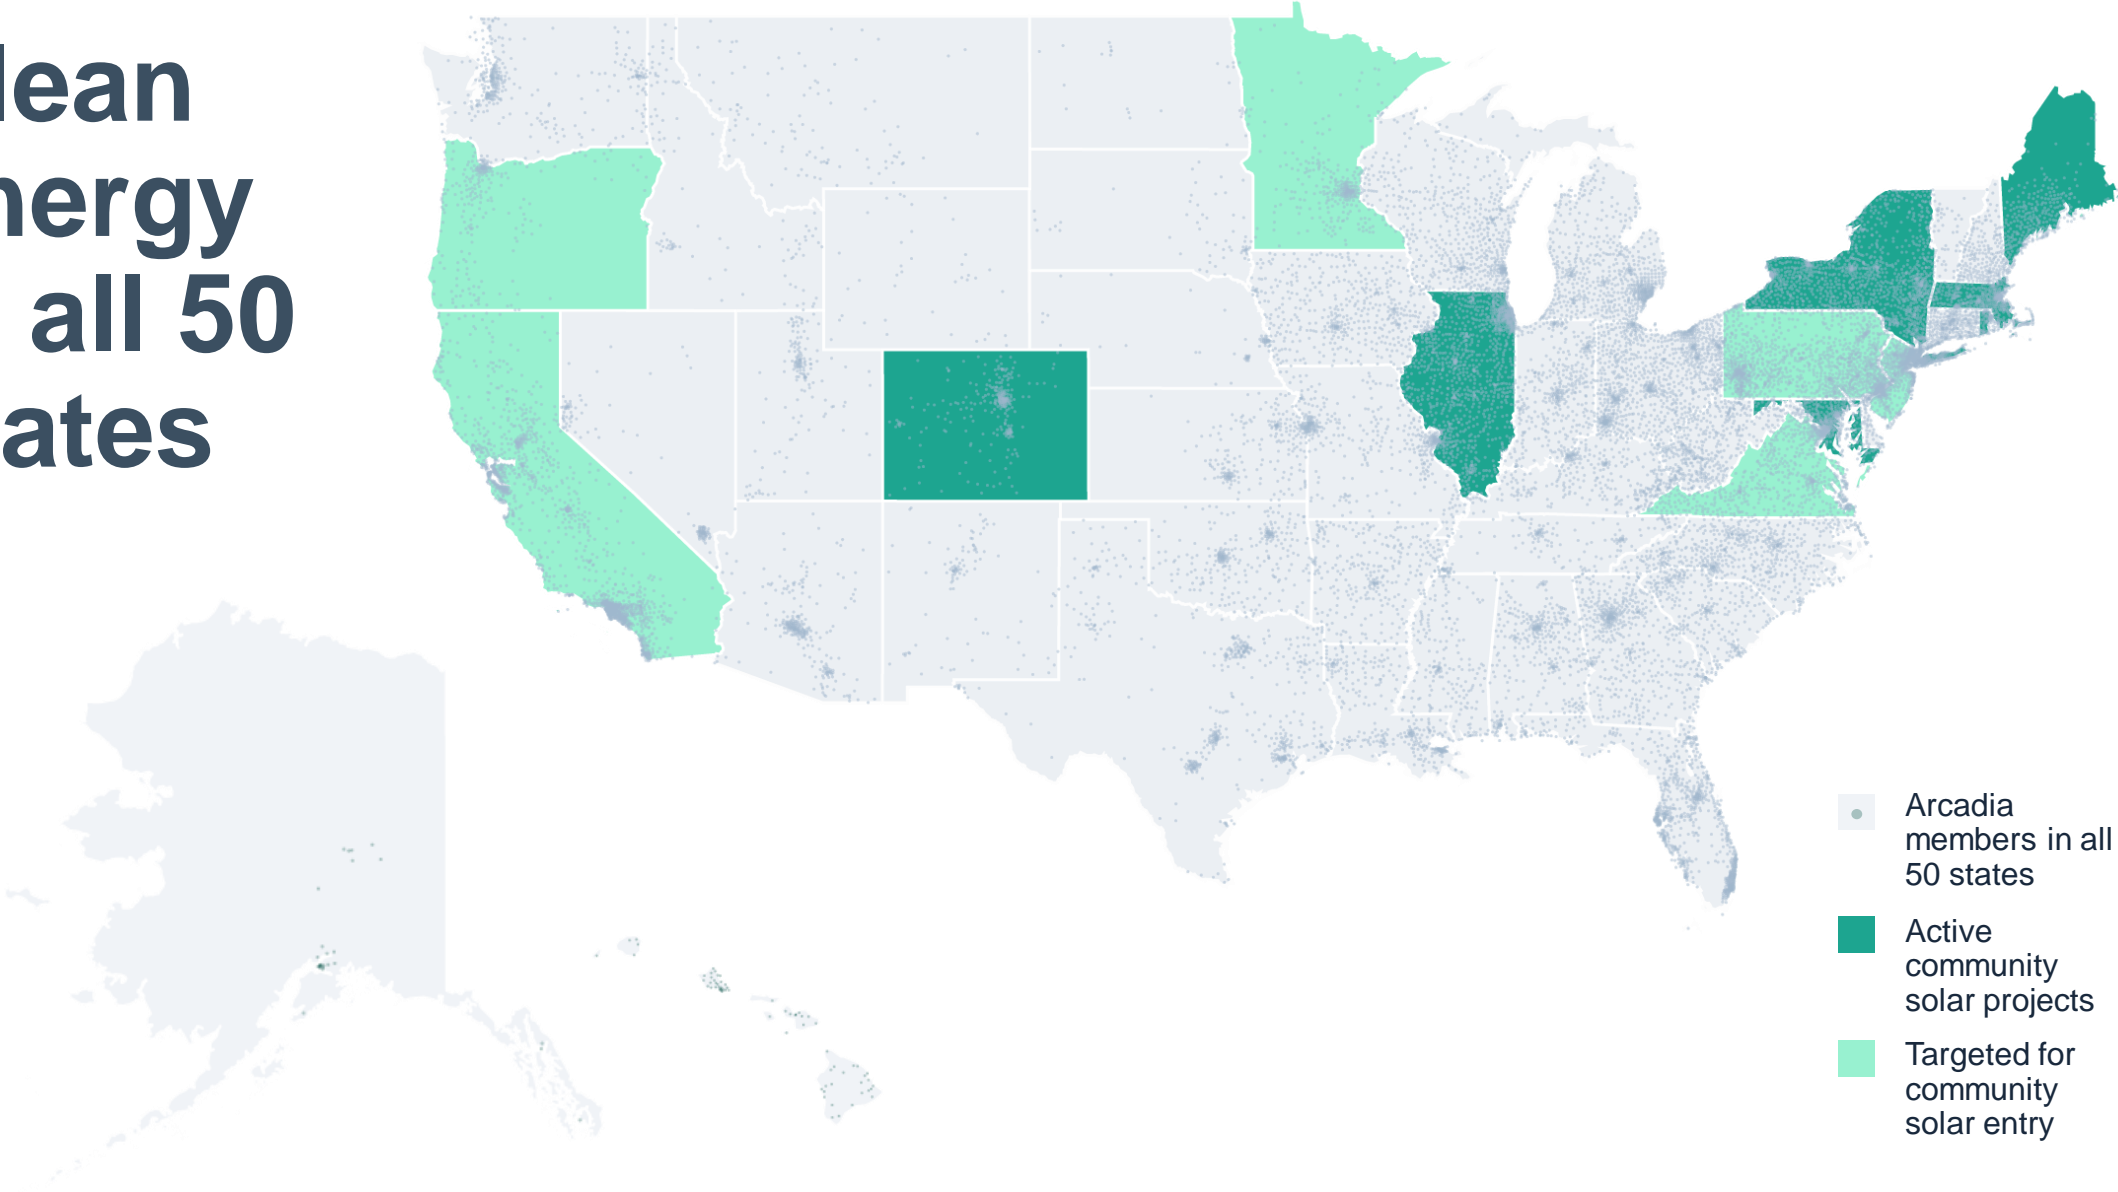 lean
nergy
all 50
ates
Arcadia
members in all
50 states
Active
community
solar projects
Targeted for
community
solar entry